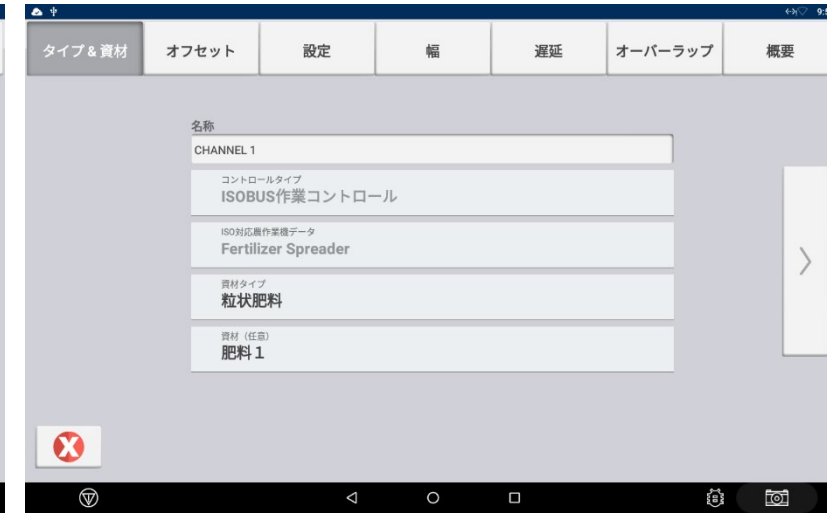 9:5
タイプ & 資材 オフセット 設定 幅 遅延 オーバーラップ 概要
名称
CHANNEL 1
コントロールタイプ
ISOBUS作業コントロール
ISO対応農作業機データ
Fertilizer Spreader
資材タイプ
粒状肥料
資材（任意）
肥料１